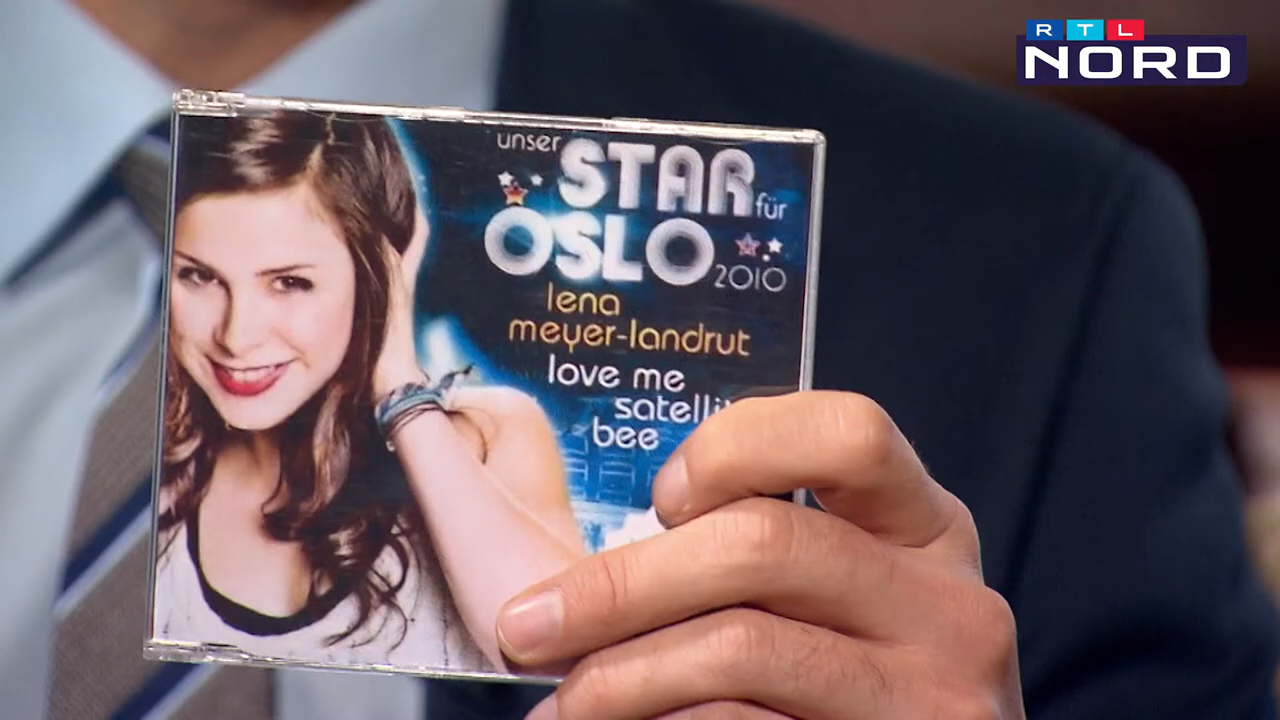 RTL
NORD
unser
STAR
für
OSLO
2010
lena
meyer-landrut
love me
bee